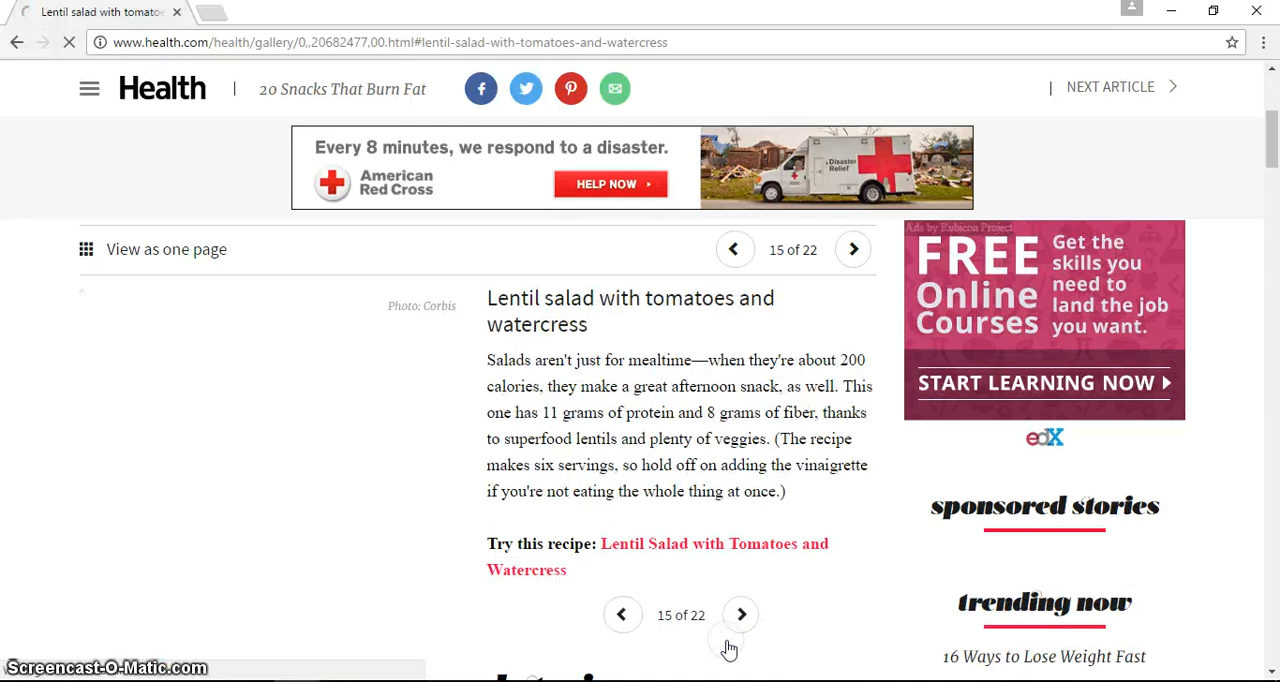 Lentil salad with tomato
www.health.com/health/gallery/0,,20682477,00.html#lentil-salad-with-tomatoes-and-watercress
Health | 20 Snacks That Burn Fat
| NEXT ARTICLE
Every 8 minutes, we respond to a disaster.
American
Red Cross
HELP NOW
Disaster
Relief
View as one page
15 of 22
Ads by Rubicon Project
FREE
Online
Courses
Get the
skills you
need to
land the job
you want.
START LEARNING NOW
edX
Photo: Corbis
Lentil salad with tomatoes and
watercress
Salads aren't just for mealtime—when they're about 200
calories, they make a great afternoon snack, as well. This
one has 11 grams of protein and 8 grams of fiber, thanks
to superfood lentils and plenty of veggies. (The recipe
makes six servings, so hold off on adding the vinaigrette
if you're not eating the whole thing at once.)
Try this recipe: Lentil Salad with Tomatoes and
Watercress
15 of 22
sponsored stories
trending now
16 Ways to Lose Weight Fast
Screencast-O-Matic.com